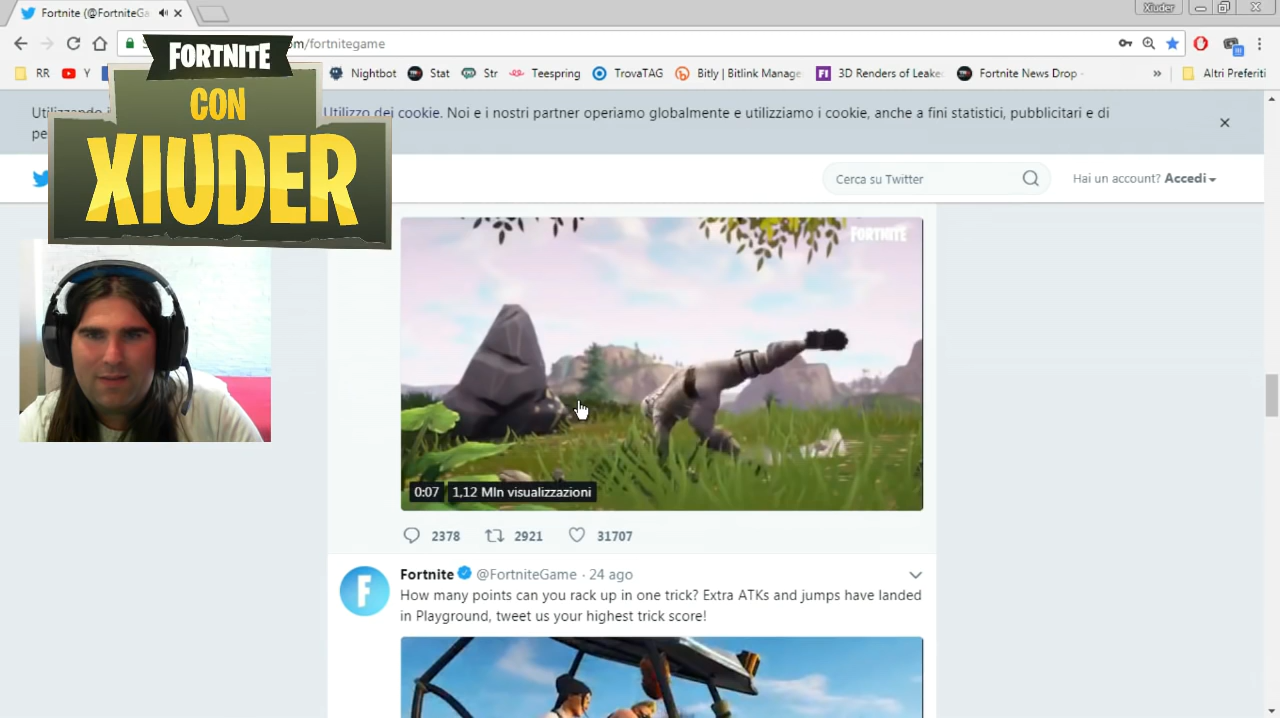 Fortnite (@FortniteGa
Xiuder
m/fortnitegame
RR
Y
Nightbot
Stat
Str
Teespring
TrovaTAG
Bitly | Bitlink Manage
3D Renders of Leake
Fortnite News Drop -
»
Altri Preferiti
FORTNITE
CON
XIUDER
Utilizzo dei cookie. Noi e i nostri partner operiamo globalmente e utilizziamo i cookie, anche a fini statistici, pubblicitari e di
pe
Cerca su Twitter
Hai un account? Accedi
FORTNITE
0:07 1,12 Mln visualizzazioni
2378 2921 31707
Fortnite @FortniteGame · 24 ago
How many points can you rack up in one trick? Extra ATKs and jumps have landed
in Playground, tweet us your highest trick score!
F